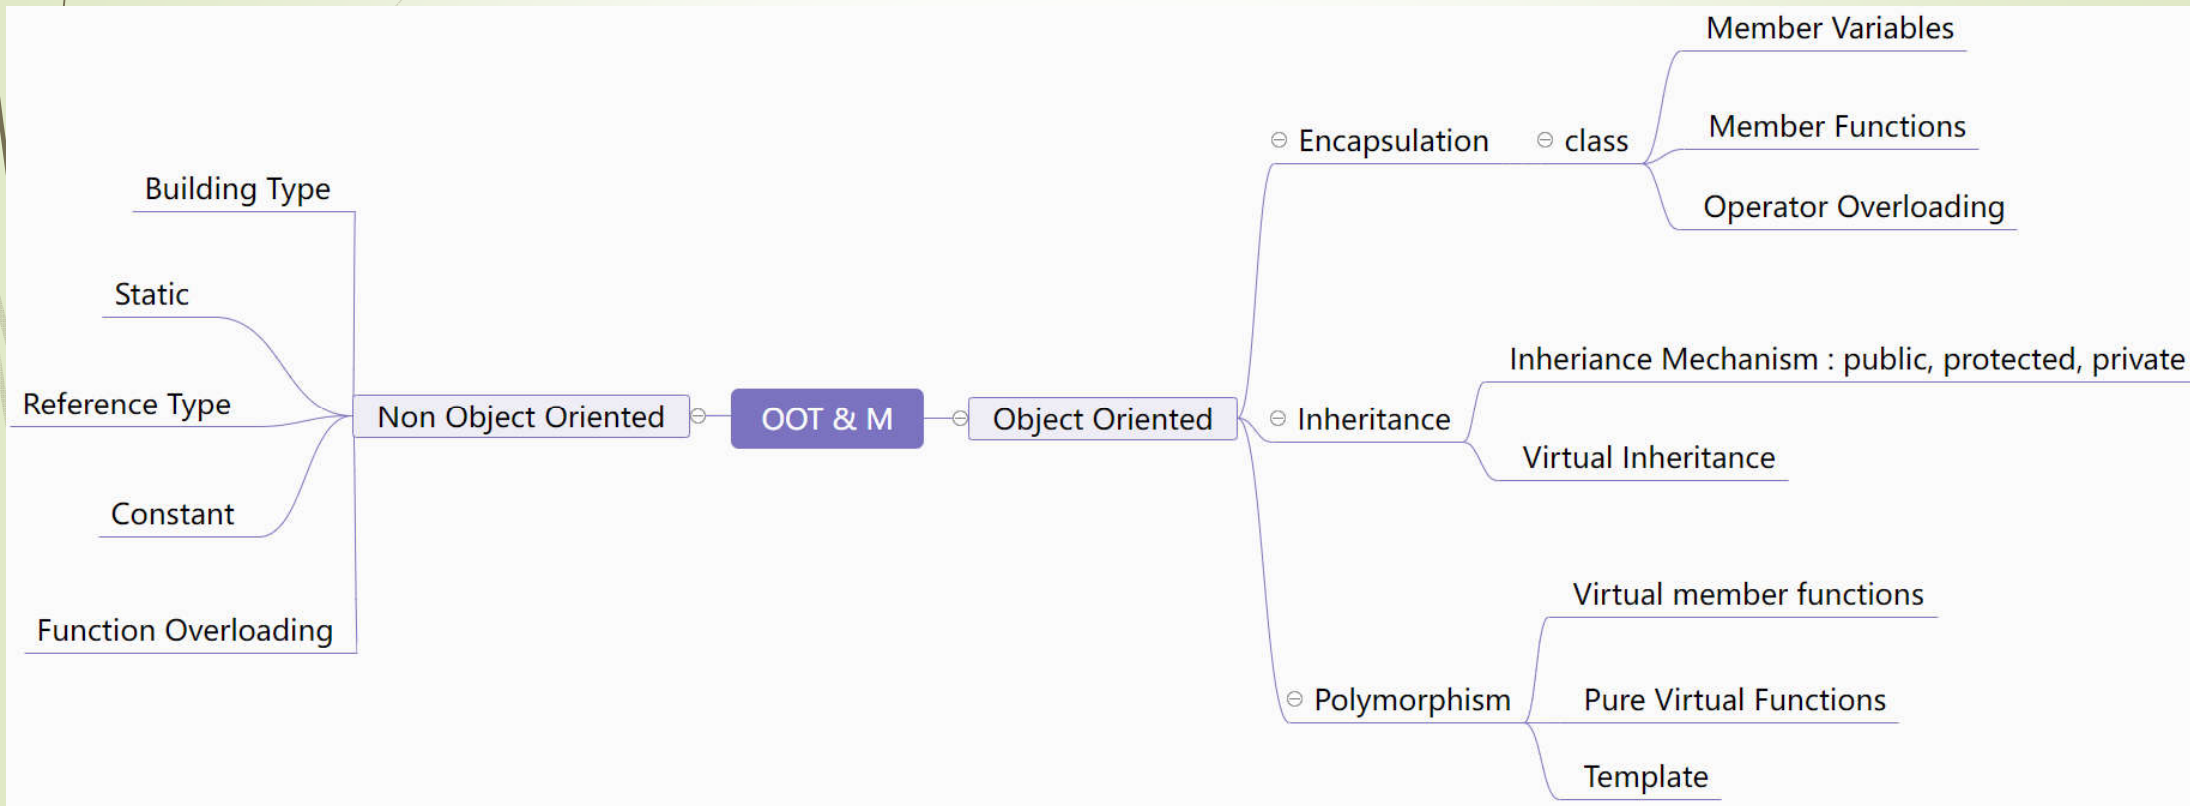 Building Type
Static
Reference Type
Constant
Function Overloading
Non Object Oriented
OOT & M
Object Oriented
Encapsulation
class
Member Variables
Member Functions
Operator Overloading
Inheritance
Inheriance Mechanism : public, protected, private
Virtual Inheritance
Polymorphism
Virtual member functions
Pure Virtual Functions
Template